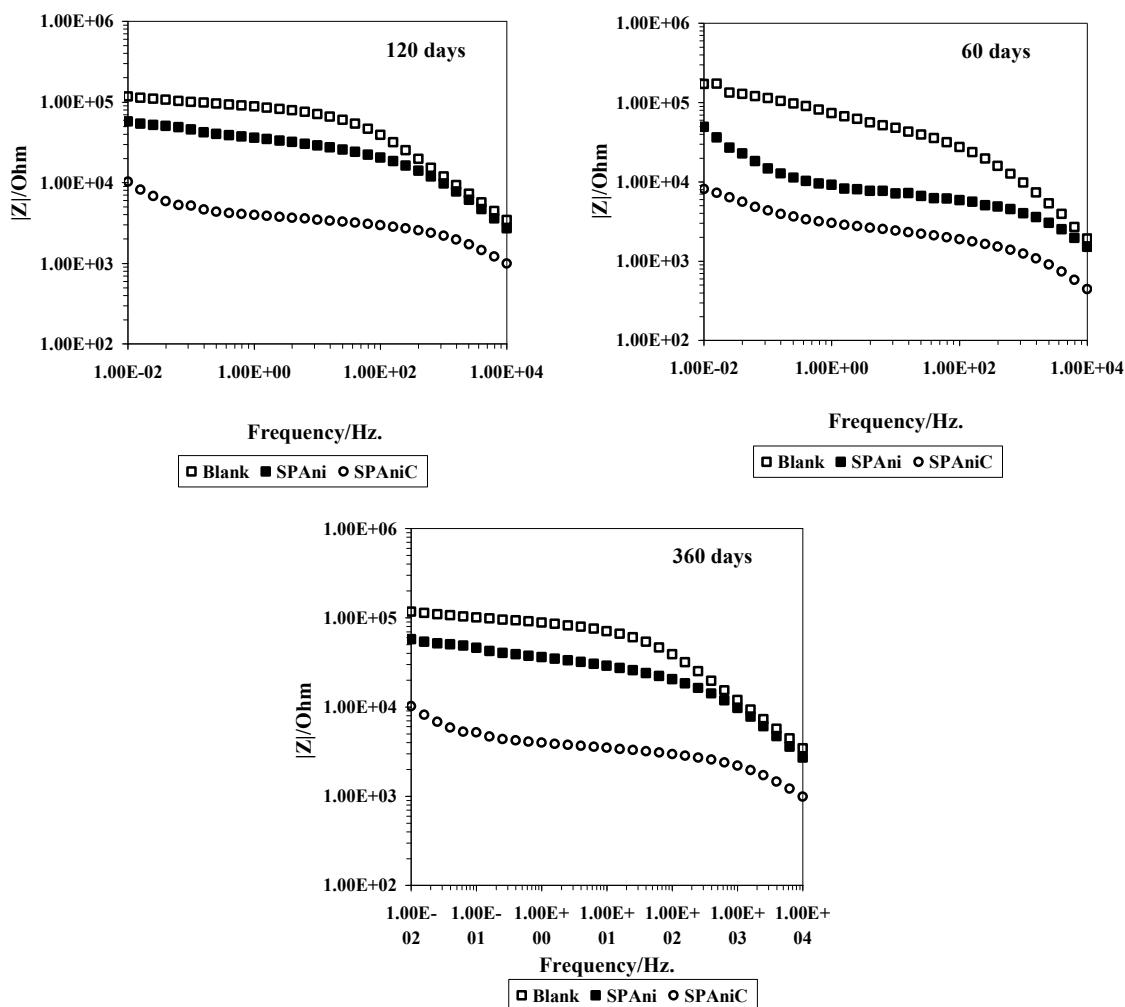 120 days
1.00E+06
1.00E+05
1.00E+04
1.00E+03
1.00E+02
|Z|/Ohm
1.00E-02 1.00E+00 1.00E+02 1.00E+04
Frequency/Hz.
Blank SPAni SPAniC
60 days
1.00E+06
1.00E+05
1.00E+04
1.00E+03
1.00E+02
|Z|/Ohm
1.00E-02 1.00E+00 1.00E+02 1.00E+04
Frequency/Hz.
Blank SPAni SPAniC
360 days
1.00E+06
1.00E+05
1.00E+04
1.00E+03
1.00E+02
|Z|/Ohm
1.00E- 1.00E- 1.00E+ 1.00E+ 1.00E+ 1.00E+ 1.00E+
02 01 00 01 02 03 04
Frequency/Hz.
Blank SPAni SPAniC